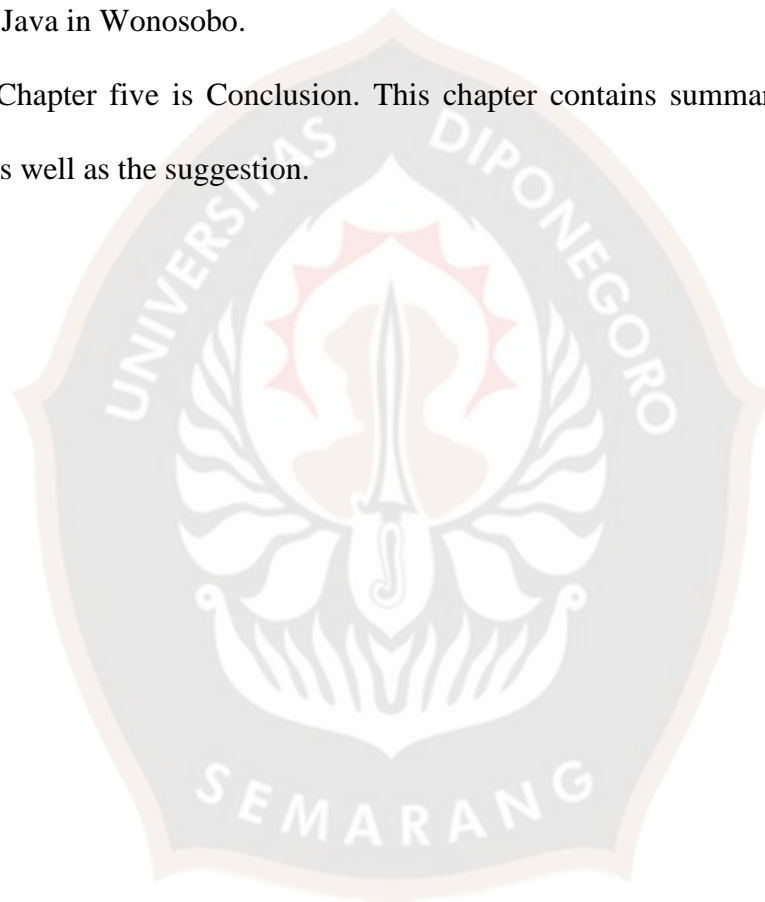 Java in Wonosobo.
Chapter five is Conclusion. This chapter contains summar
s well as the suggestion.
UNIVERSITAS DIPONEGORO
SEMARANG